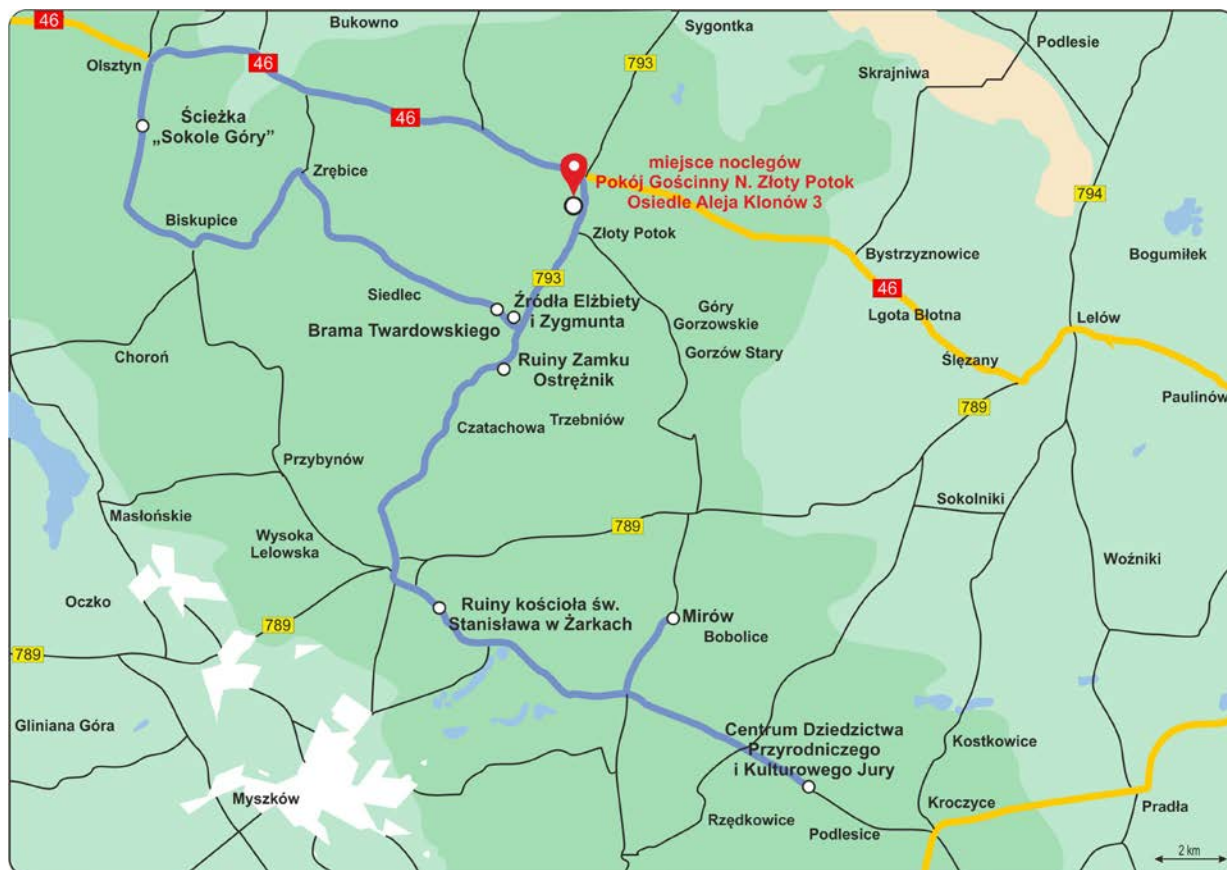 46
Bukowno
Sygontka
Podlesie
Olsztyn
46
793
Skrajniwa
46
Ścieżka
„Sokole Góry”
Zrębice
miejsce noclegów
Pokój Gościnny N. Złoty Potok
Osiedle Aleja Klonów 3
794
Biskupice
Złoty Potok
Bystrzynowice
Bogumiłek
793
Siedlec
Źródła Elżbiety
i Zygmunta
Brama Twardowskiego
Góry
Gorzowskie
46
Lgota Błotna
Lelów
Choroń
Ruiny Zamku
Ostrężnik
Gorzów Stary
Ślęzany
Paulinów
789
Czatachowa
Trzebniów
Przybynów
Masłońskie
Sokolniki
Wysoka
Lelowska
789
Woźniki
Oczko
Ruiny kościoła św.
Stanisława w Żarkach
Mirów
Bobolice
789
789
Gliniana Góra
Centrum Dziedzictwa
Przyrodniczego
i Kulturowego Jury
Kostkowice
Myszków
Kroczyce
Pradła
Rzędkowice
Podlesice
2 km